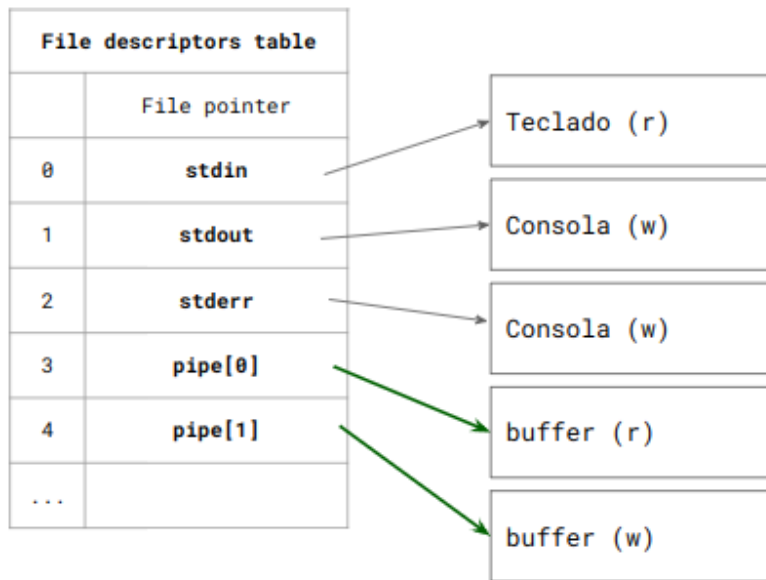 File descriptors table
File pointer
0 stdin
1 stdout
2 stderr
3 pipe[0]
4 pipe[1]
...
Teclado (r)
Consola (w)
Consola (w)
buffer (r)
buffer (w)